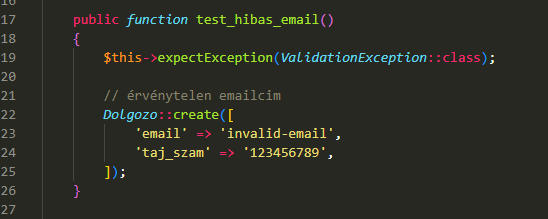 16
17 public function test_hibas_email()
18 {
19 $this->expectException(ValidationException::class);
20
21 // érvénytelen emailcim
22 Dolgozo::create([
23 'email' => 'invalid-email',
24 'taj_szam' => '123456789',
25 ]);
26 }
27